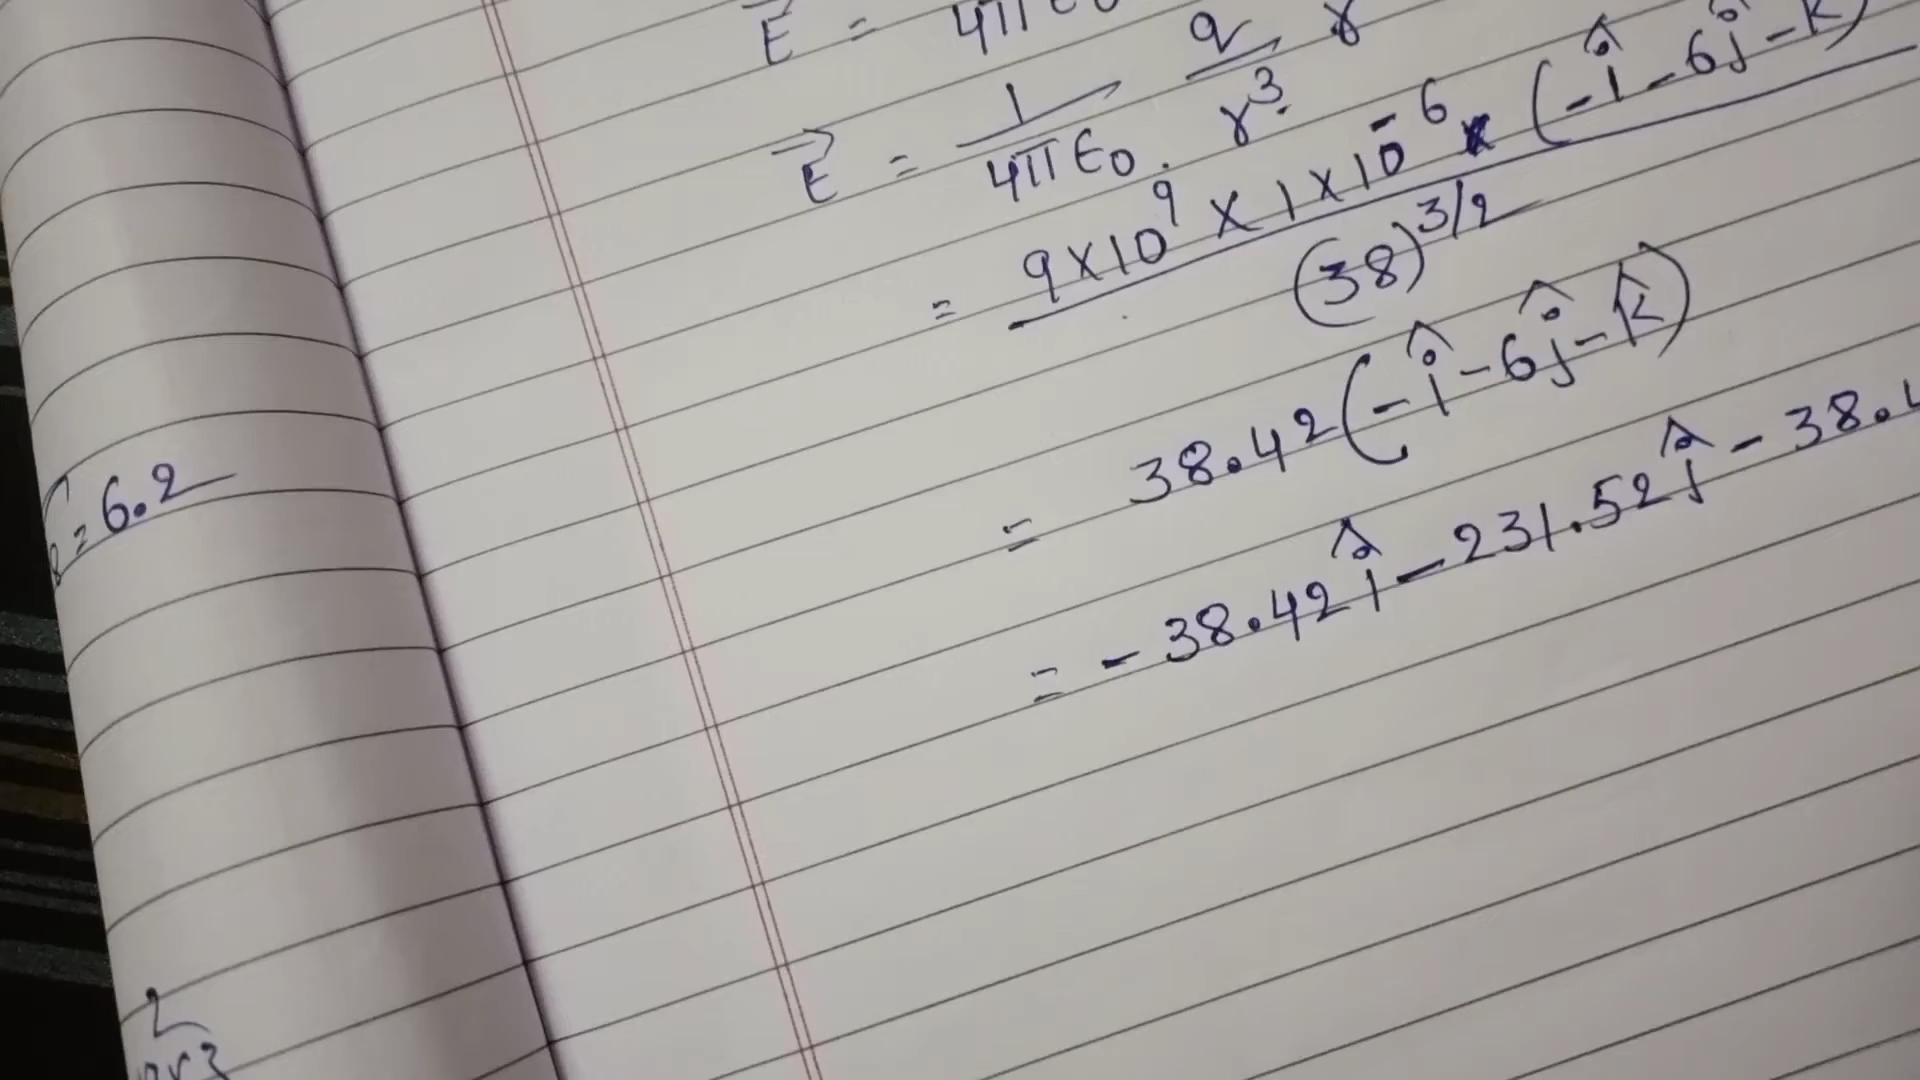 E⃗ = 4πε₀
E⃗ = 1/4πε₀ . q/r³ r
= 9×10⁹ × 1×10⁻⁶ × (-î-6ĵ-k̂) / (38)^3/2
= 38.42(-î-6ĵ-k̂)
= -38.42î-231.52ĵ-38.4
= 6.2